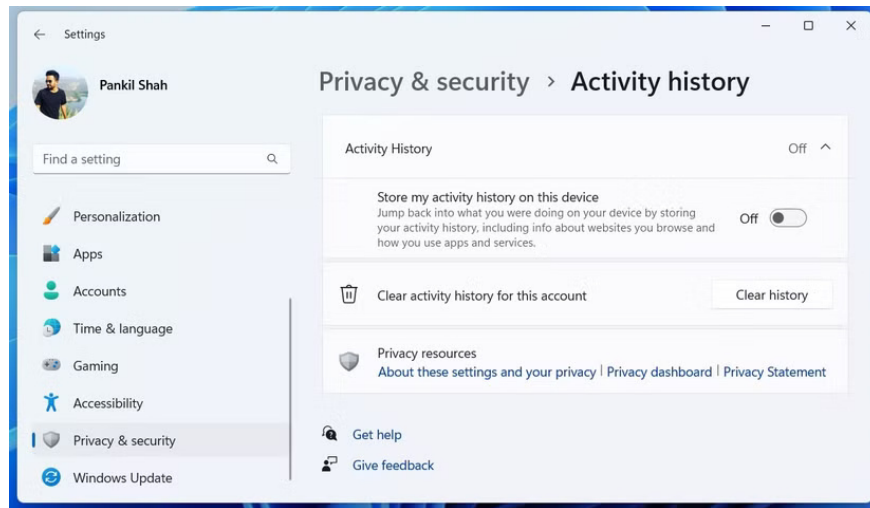 Settings
Pankil Shah
Find a setting
Personalization
Apps
Accounts
Time & language
Gaming
Accessibility
Privacy & security
Windows Update
Privacy & security > Activity history
Activity History Off
Store my activity history on this device
Jump back into what you were doing on your device by storing
your activity history, including info about websites you browse and
how you use apps and services.
Off
Clear activity history for this account Clear history
Privacy resources
About these settings and your privacy | Privacy dashboard | Privacy Statement
Get help
Give feedback